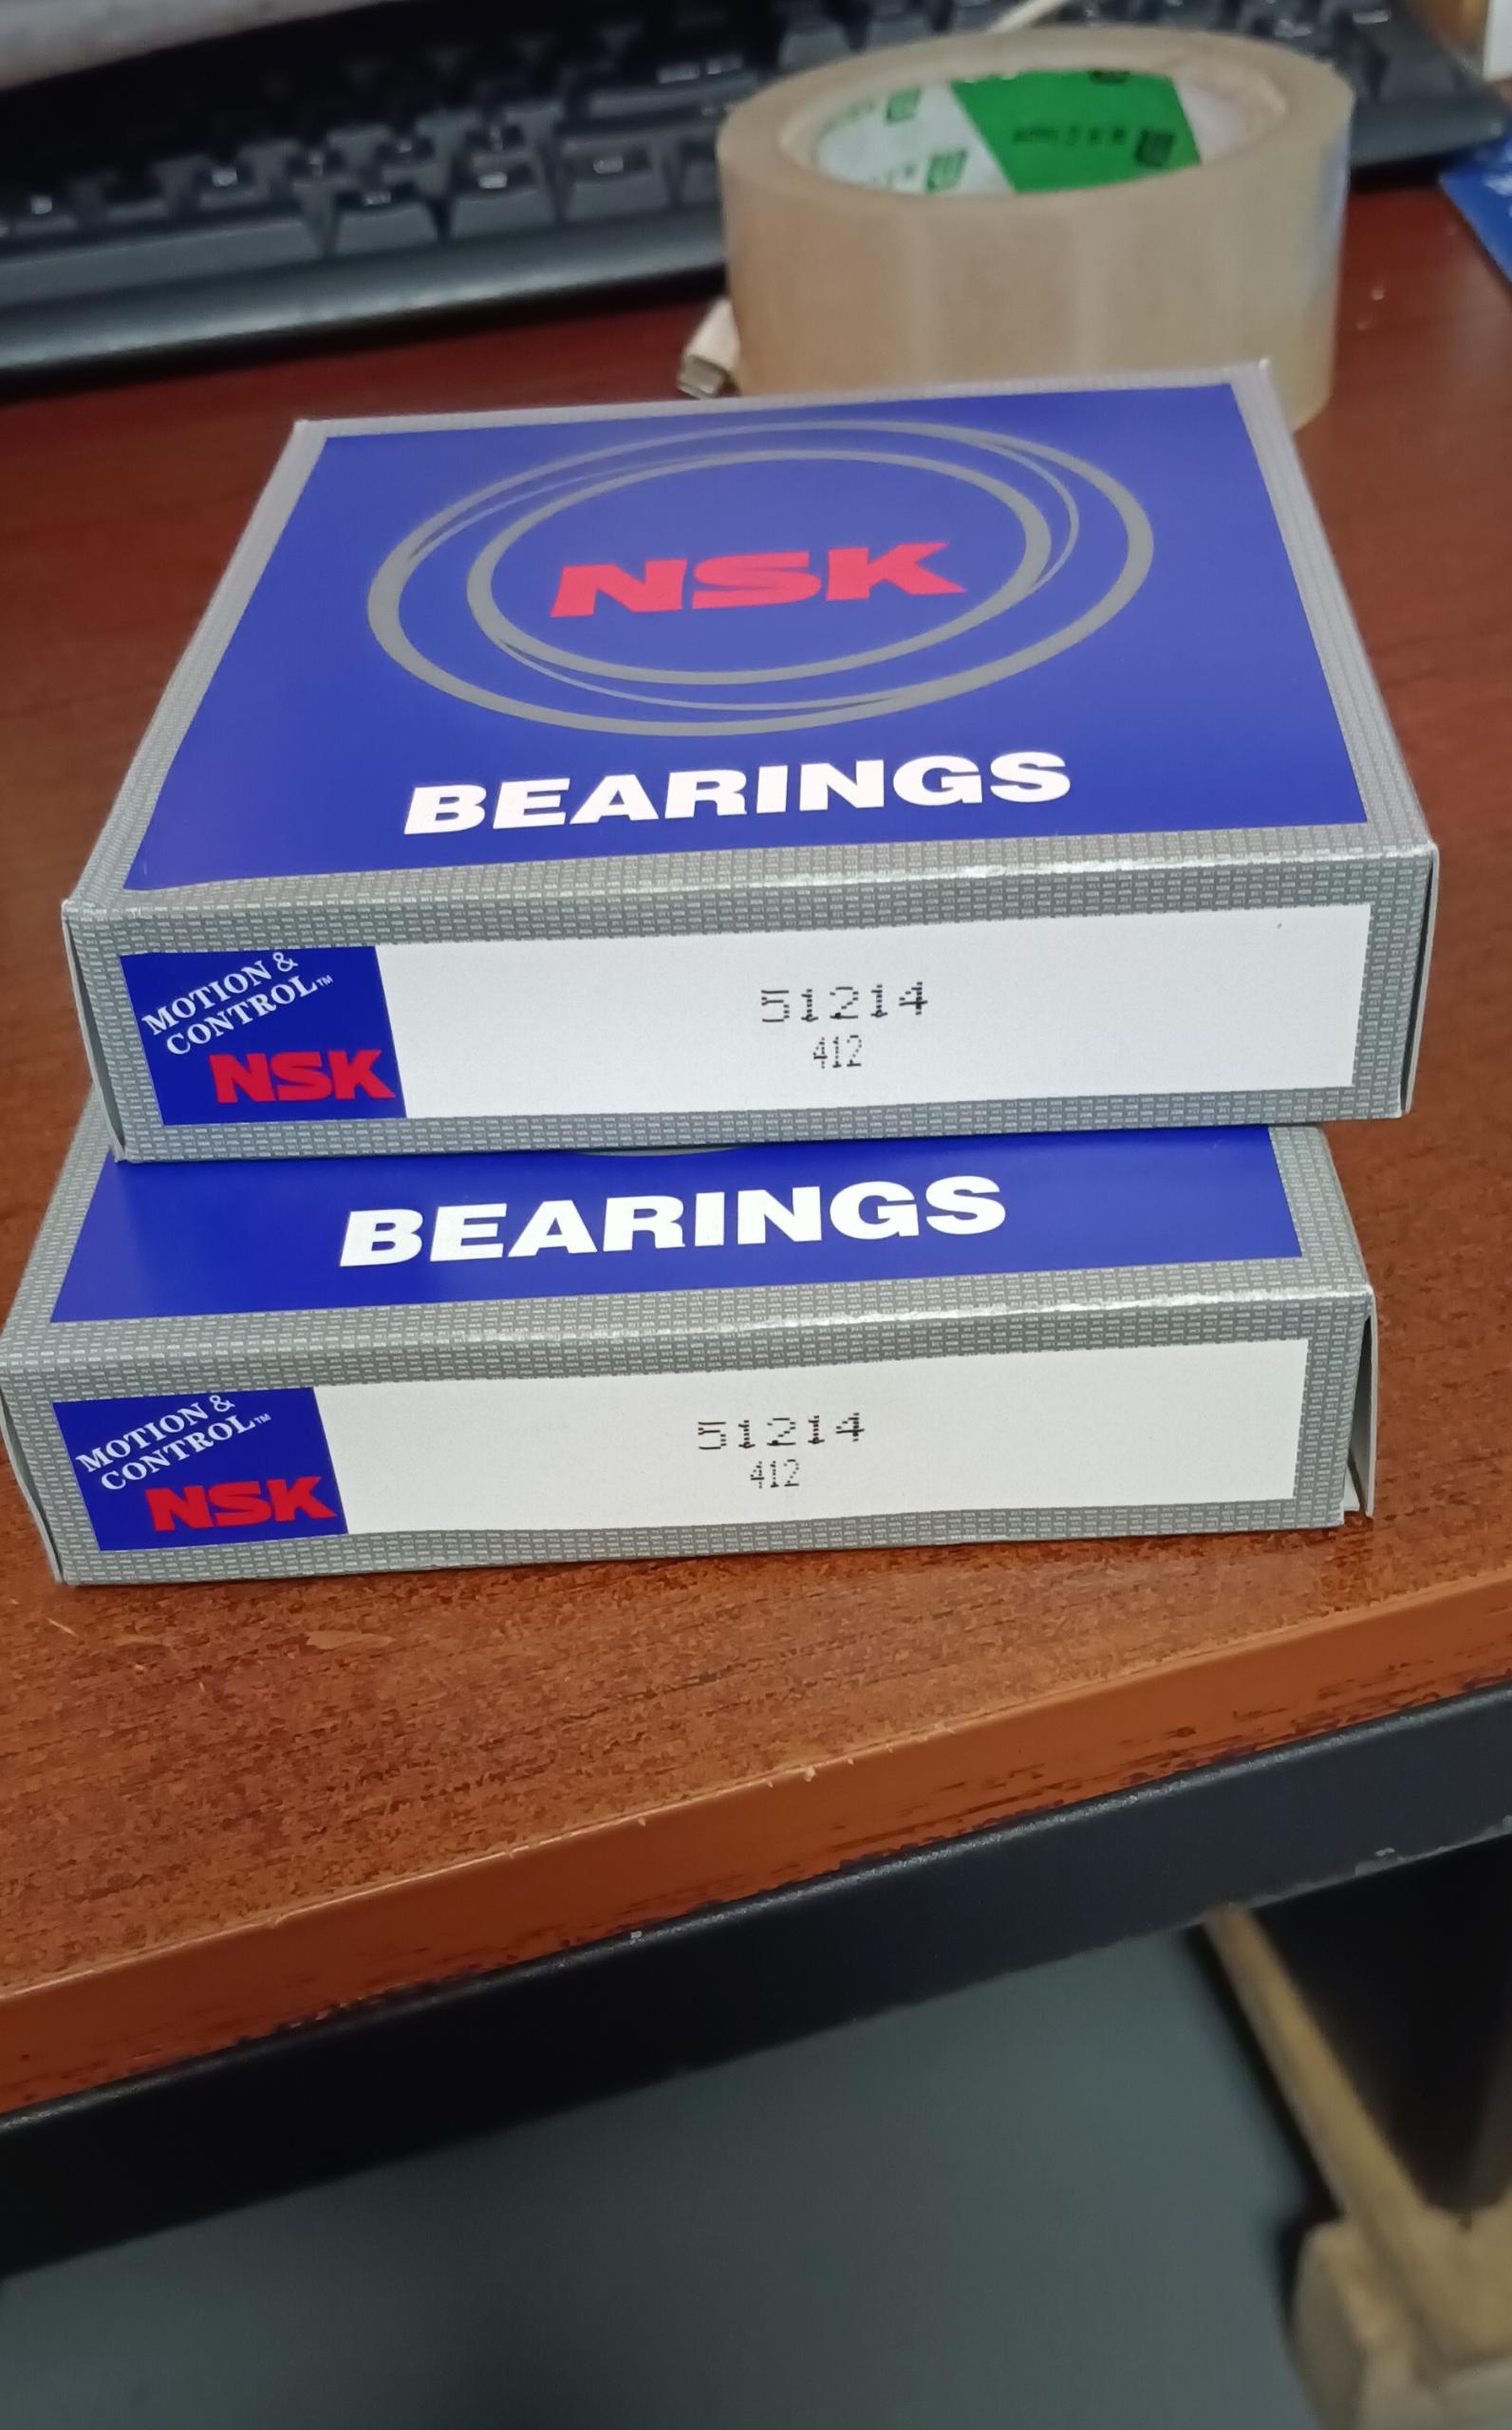 NSK
BEARINGS
MOTION &
CONTROL™
NSK
51214
412
BEARINGS
MOTION &
CONTROL™
NSK
51214
412